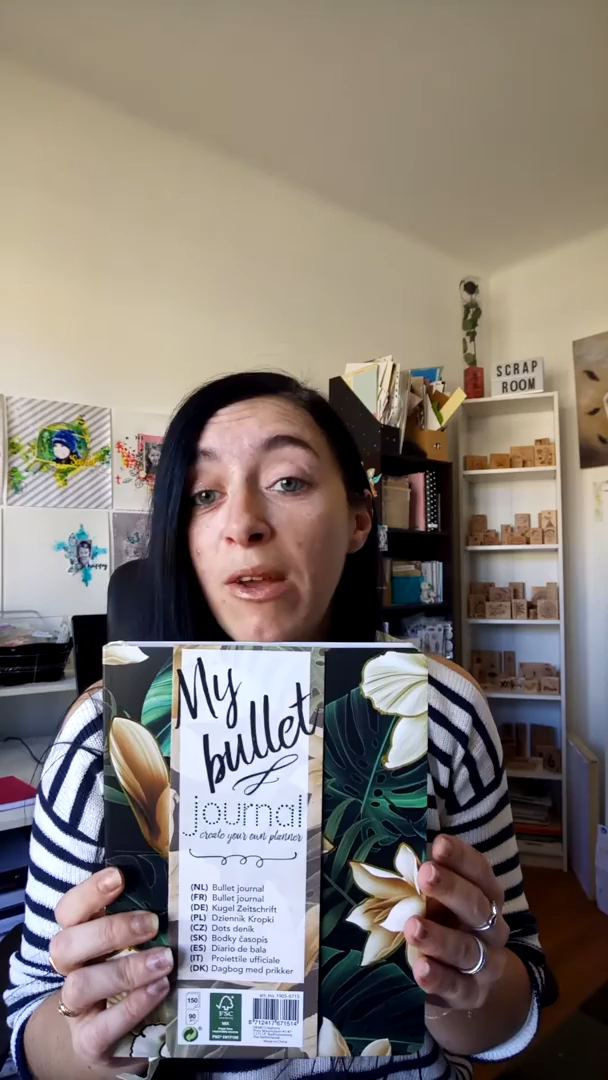 SCRAP
ROOM
My
bullet
journal
create your own planner
(NL) Bullet journal
(FR) Bullet journal
(DE) Kugel Zeitschrift
(PL) Dziennik Kropki
(CZ) Dots deník
(SK) Bodky časopis
(ES) Diario de bala
(IT) Proiettile ufficiale
(DK) Dagbog med prikker
150
90
FSC
MIX
8712417671514